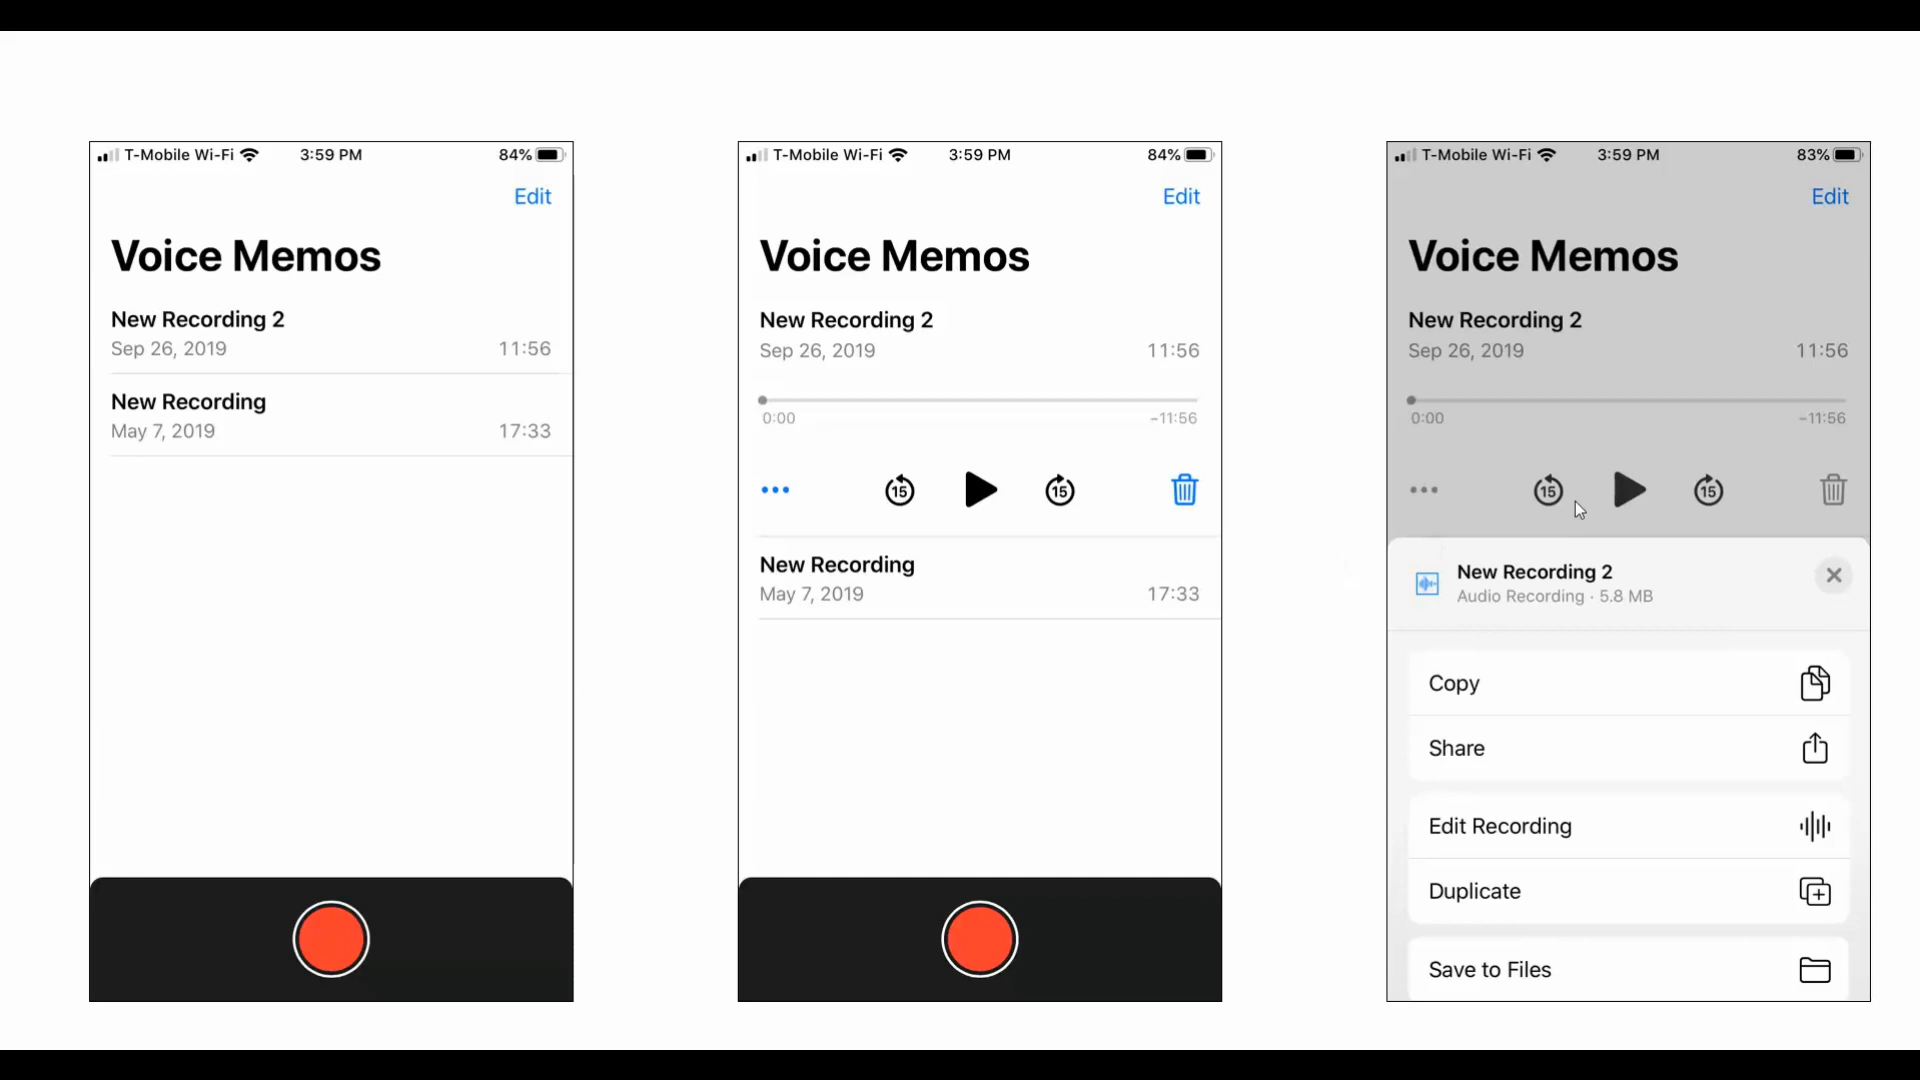 T-Mobile Wi-Fi 3:59 PM 84%
Edit
Voice Memos
New Recording 2
Sep 26, 2019 11:56
New Recording
May 7, 2019 17:33
T-Mobile Wi-Fi 3:59 PM 84%
Edit
Voice Memos
New Recording 2
Sep 26, 2019 11:56
0:00 −11:56
15 15
New Recording
May 7, 2019 17:33
T-Mobile Wi-Fi 3:59 PM 83%
Edit
Voice Memos
New Recording 2
Sep 26, 2019 11:56
0:00 −11:56
15 15
New Recording 2
Audio Recording · 5.8 MB
Copy
Share
Edit Recording
Duplicate
Save to Files